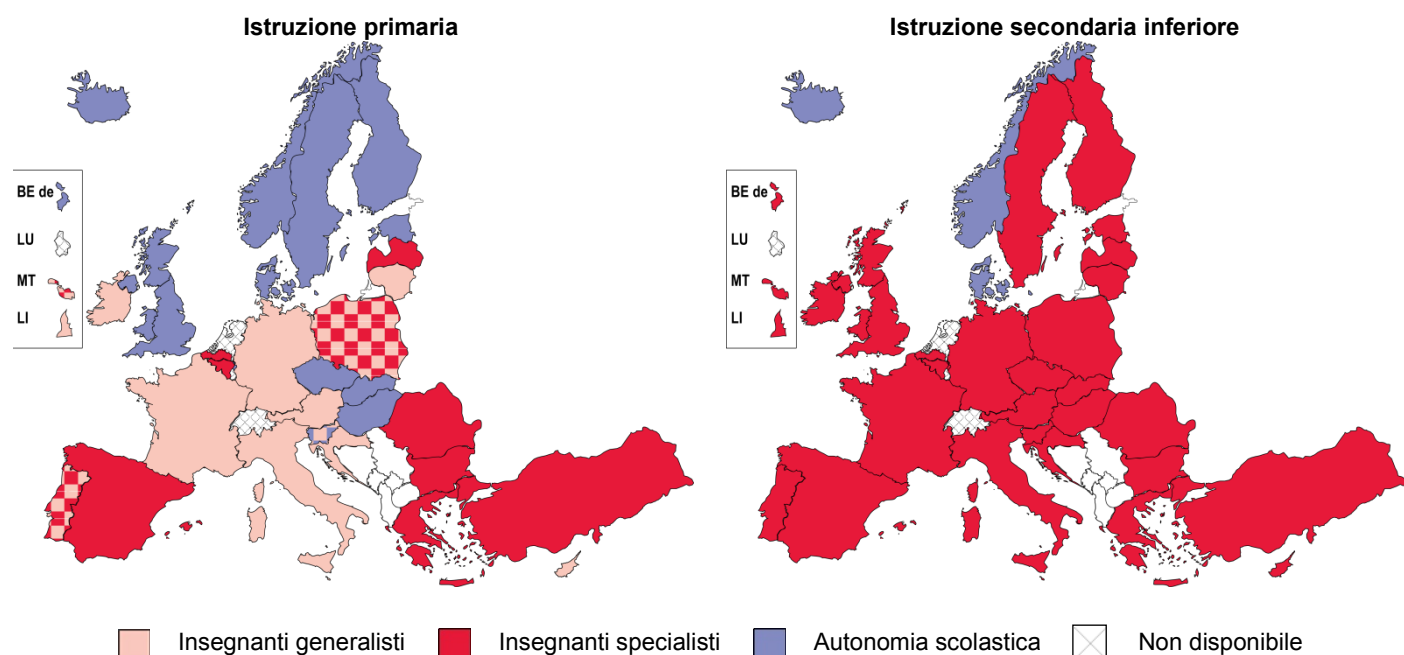 Istruzione primaria
Istruzione secondaria inferiore
BE de
LU
MT
LI
BE de
LU
MT
LI
Insegnanti generalisti
Insegnanti specialisti
Autonomia scolastica
Non disponibile